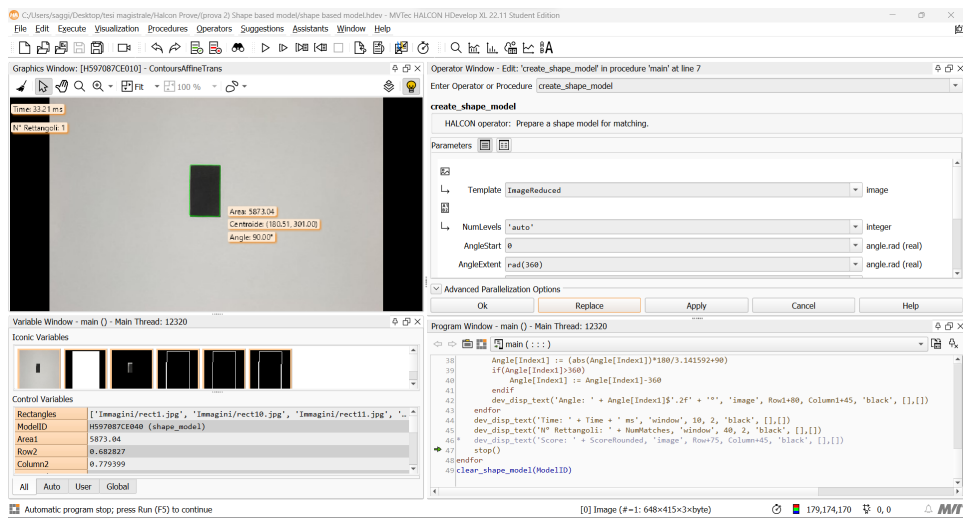 C:/Users/saggi/Desktop/tesi magistrale/Halcon Prove/(prova 2) Shape based model/shape based model.hdev - MVTec HALCON HDevelop XL 22.11 Student Edition
File Edit Execute Visualization Procedures Operators Suggestions Assistants Window Help
Graphics Window: [H597087CE010] - ContoursAffineTrans
Fit 100 %
Time: 33.21 ms
N° Rettangoli: 1
Area: 5873.04
Centroide: (180.51, 301.00)
Angle: 90.00°
Operator Window - Edit: 'create_shape_model' in procedure 'main' at line 7
Enter Operator or Procedure create_shape_model
create_shape_model
HALCON operator: Prepare a shape model for matching.
Parameters
Template ImageReduced image
NumLevels 'auto' integer
AngleStart 0 angle.rad (real)
AngleExtent rad(360) angle.rad (real)
Advanced Parallelization Options
Ok Replace Apply Cancel Help
Variable Window - main () - Main Thread: 12320
Iconic Variables
Control Variables
Rectangles ['Immagini/rect1.jpg', 'Immagini/rect10.jpg', 'Immagini/rect11.jpg', '...
ModelID H597087CE040 (shape_model)
Area1 5873.04
Row2 0.682827
Column2 0.779399
All Auto User Global
Program Window - main () - Main Thread: 12320
main ( : : : )
38 Angle[Index1] := (abs(Angle[Index1])*180/3.141592+90)
39 if(Angle[Index1]>360)
40 Angle[Index1] := Angle[Index1]-360
41 endif
42 dev_disp_text('Angle: ' + Angle[Index1]$'.2f' + '°', 'image', Row1+80, Column1+45, 'black', [],[])
43 endfor
44 dev_disp_text('Time: ' + Time + ' ms', 'window', 10, 2, 'black', [],[])
45 dev_disp_text('N° Rettangoli: ' + NumMatches, 'window', 40, 2, 'black', [],[])
46 * dev_disp_text('Score: ' + ScoreRounded, 'image', Row+75, Column+45, 'black', [],[])
47 stop()
48 endfor
49 clear_shape_model(ModelID)
Automatic program stop; press Run (F5) to continue
[0] Image (#=1: 648×415×3×byte) 179,174,170 0, 0